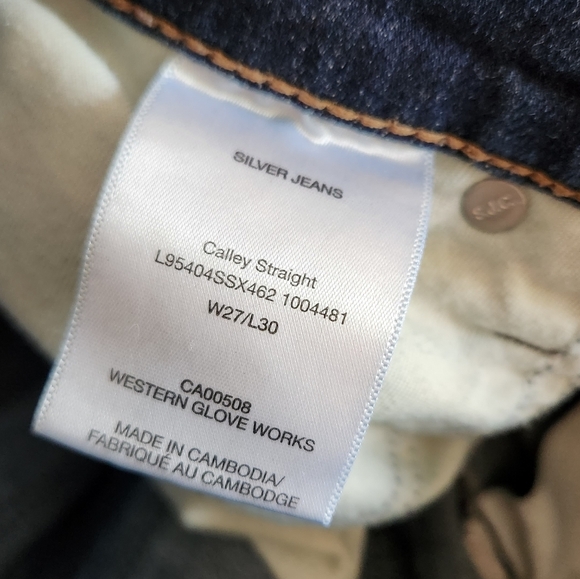 SILVER JEANS
Calley Straight
L95404SSX462 1004481
W27/L30
CA00508
WESTERN GLOVE WORKS
MADE IN CAMBODIA/
FABRIQUÉ AU CAMBODGE
S.J.C.